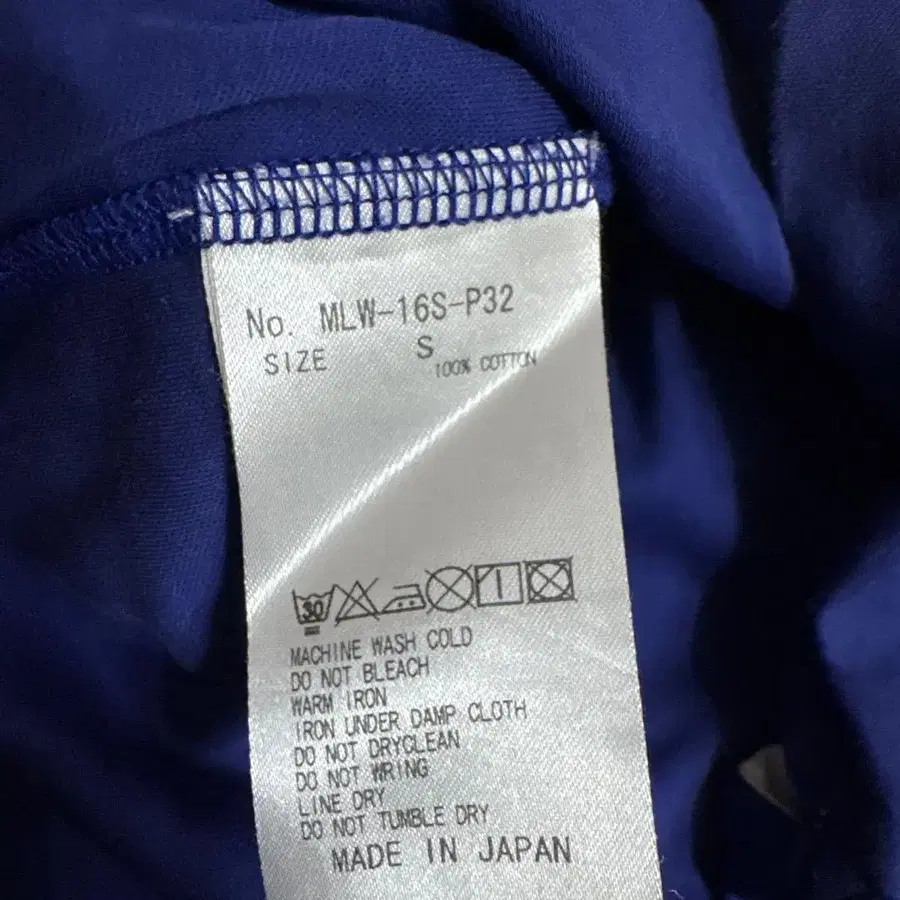 No. MLW-16S-P32
SIZE S
100% COTTON
30
MACHINE WASH COLD
DO NOT BLEACH
WARM IRON
IRON UNDER DAMP CLOTH
DO NOT DRYCLEAN
DO NOT WRING
LINE DRY
DO NOT TUMBLE DRY
MADE IN JAPAN